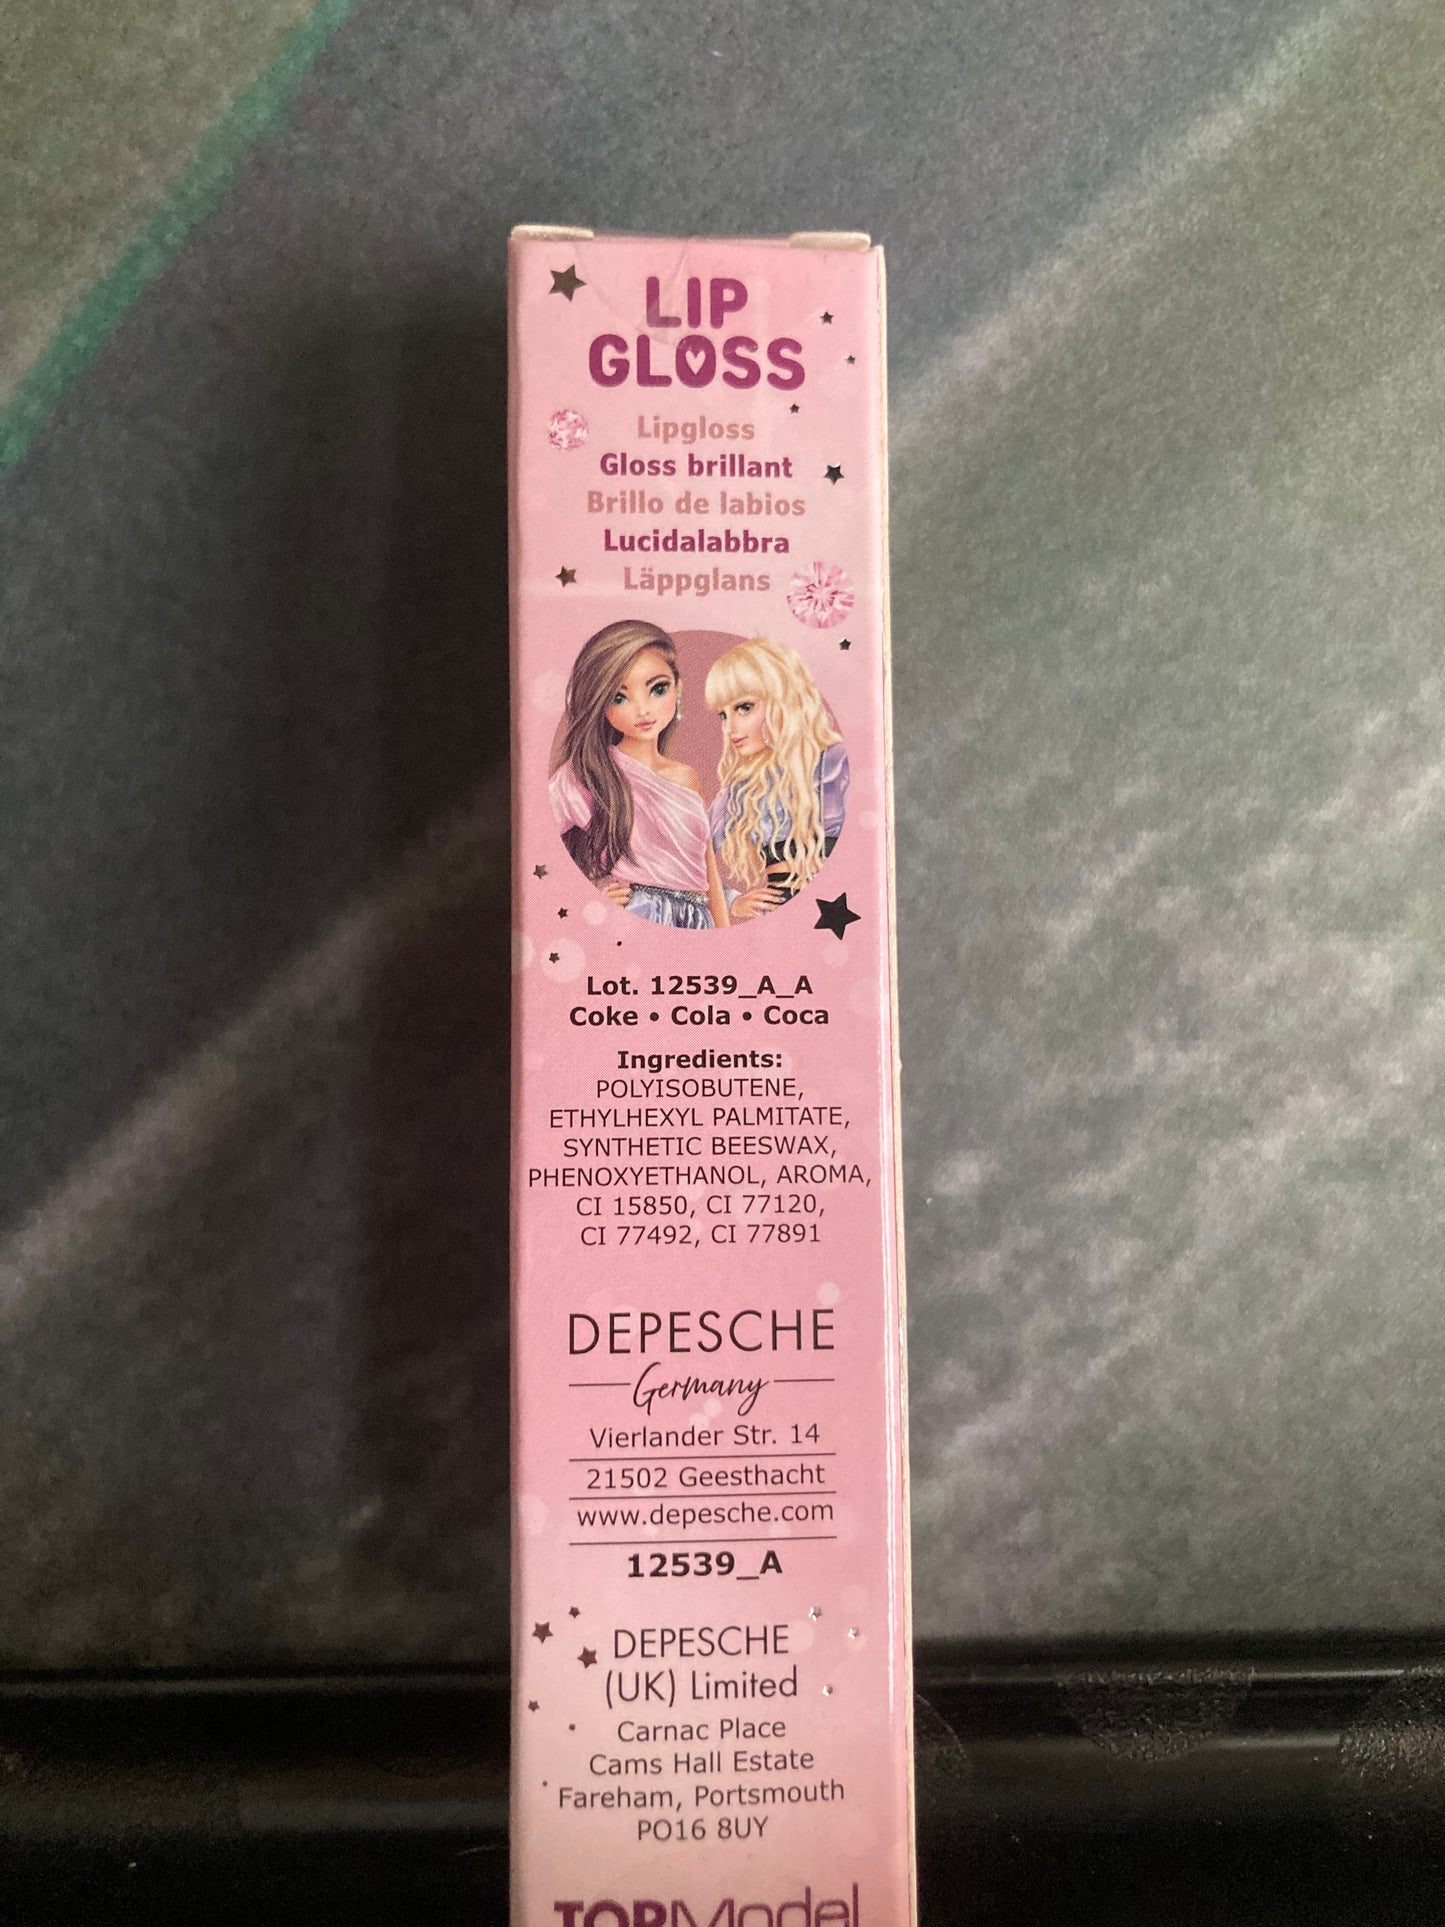 LIP
GLOSS
Lipgloss
Gloss brillant
Brillo de labios
Lucidalabbra
Läppglans
Lot. 12539_A_A
Coke • Cola • Coca
Ingredients:
POLYISOBUTENE,
ETHYLHEXYL PALMITATE,
SYNTHETIC BEESWAX,
PHENOXYETHANOL, AROMA,
CI 15850, CI 77120,
CI 77492, CI 77891
DEPESCHE
Germany
Vierlander Str. 14
21502 Geesthacht
www.depesche.com
12539_A
DEPESCHE
(UK) Limited
Carnac Place
Cams Hall Estate
Fareham, Portsmouth
PO16 8UY
TOPModel